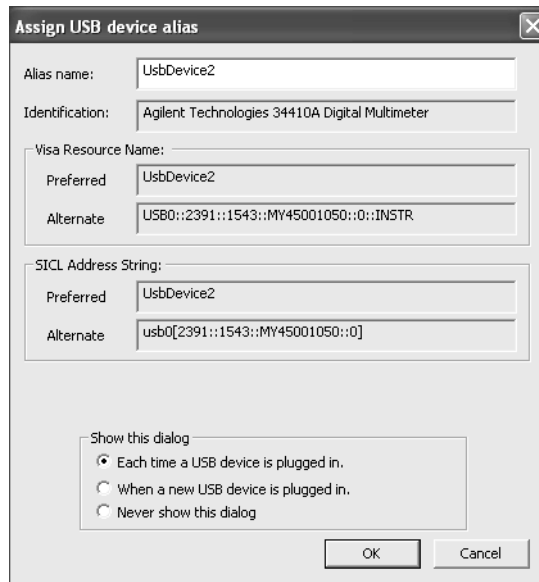 Assign USB device alias
Alias name: UsbDevice2
Identification: Agilent Technologies 34410A Digital Multimeter
Visa Resource Name:
Preferred UsbDevice2
Alternate USB0::2391::1543::MY45001050::0::INSTR
SICL Address String:
Preferred UsbDevice2
Alternate usb0[2391::1543::MY45001050::0]
Show this dialog
Each time a USB device is plugged in.
When a new USB device is plugged in.
Never show this dialog
OK Cancel